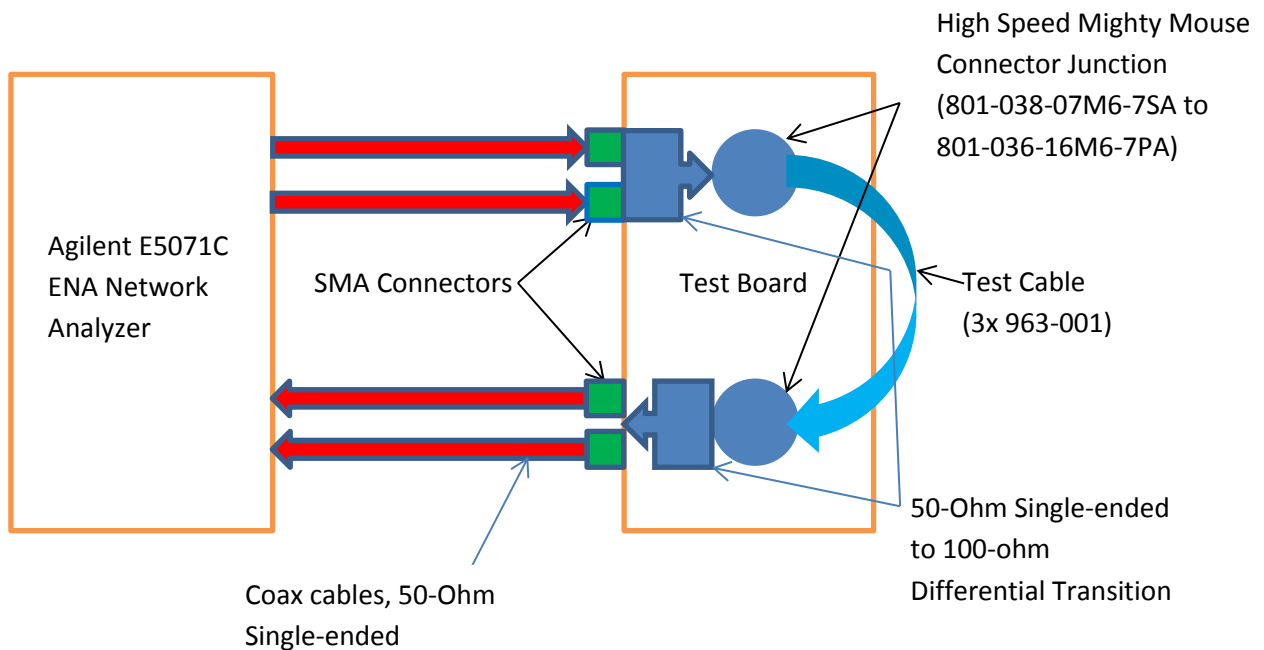 High Speed Mighty Mouse
Connector Junction
(801-038-07M6-7SA to
801-036-16M6-7PA)
Agilent E5071C
ENA Network
Analyzer
SMA Connectors
Test Board
Test Cable
(3x 963-001)
50-Ohm Single-ended
to 100-ohm
Differential Transition
Coax cables, 50-Ohm
Single-ended